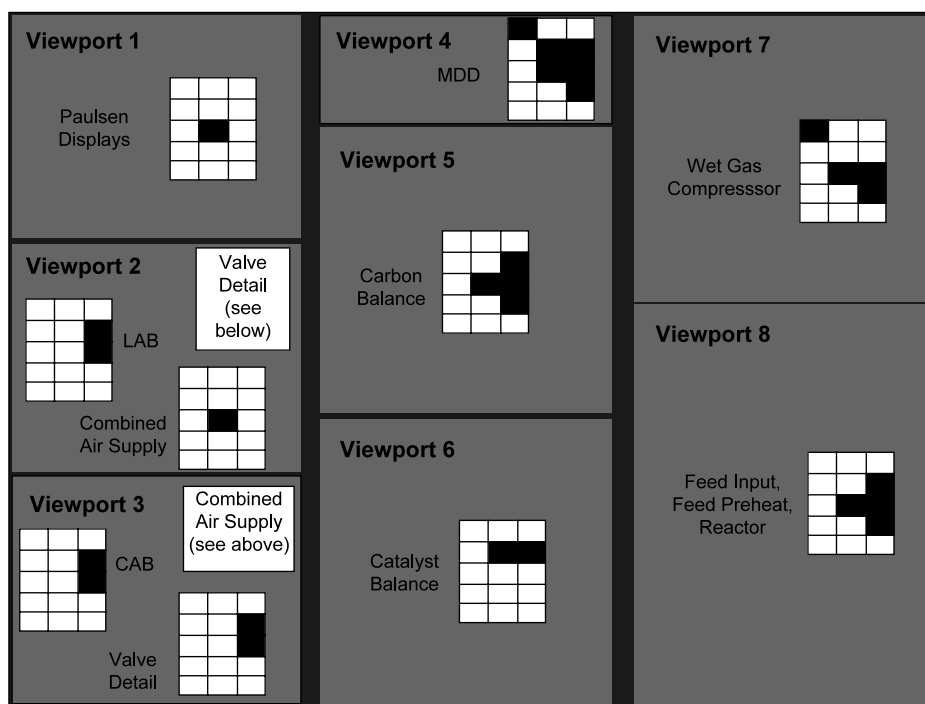 Viewport 1
Paulsen
Displays
Viewport 2
Valve
Detail
(see
below)
LAB
Combined
Air Supply
Viewport 3
Combined
Air Supply
(see above)
CAB
Valve
Detail
Viewport 4
MDD
Viewport 5
Carbon
Balance
Viewport 6
Catalyst
Balance
Viewport 7
Wet Gas
Compresssor
Viewport 8
Feed Input,
Feed Preheat,
Reactor